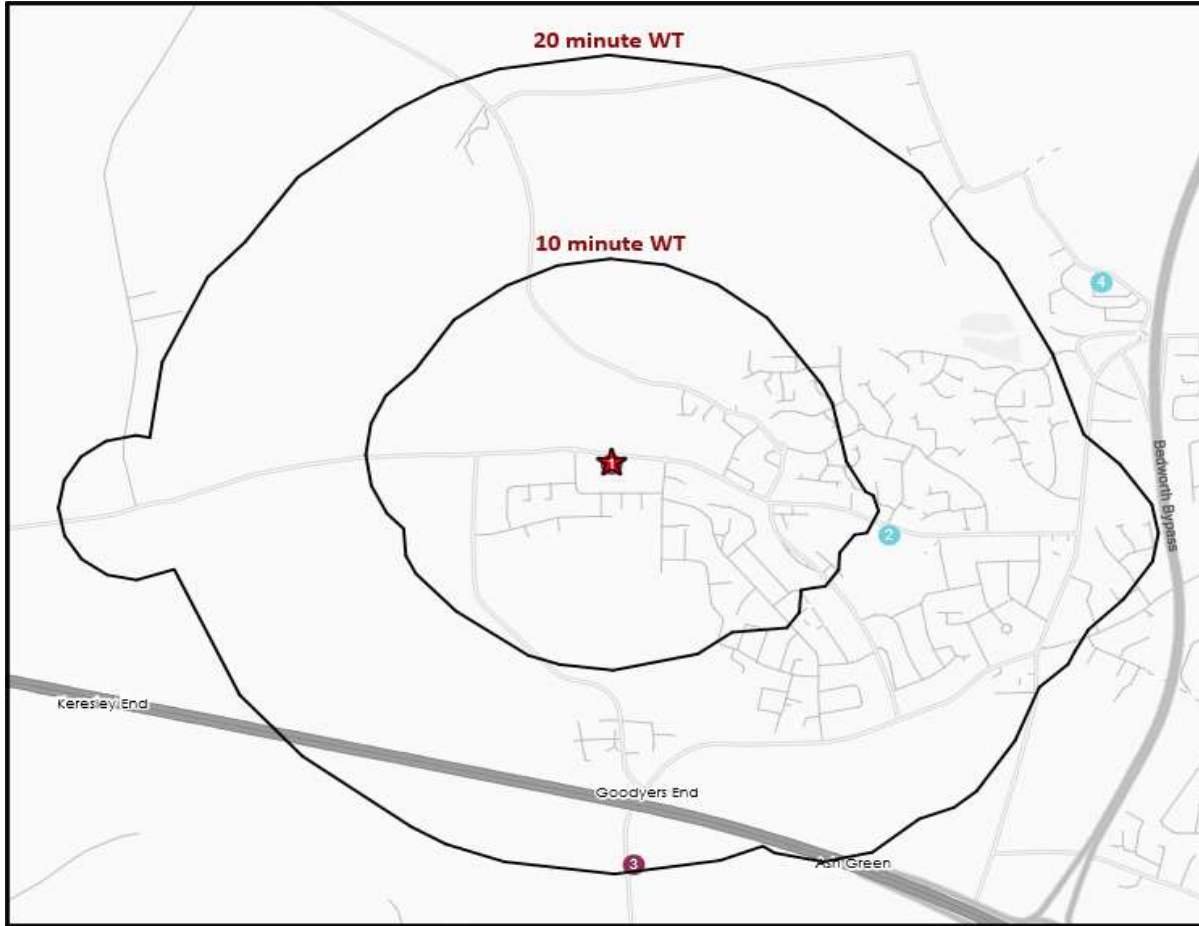 20 minute WT
10 minute WT
4
1
2
Bedworth Bypass
Keresley End
Goodyers End
3
Ash Green